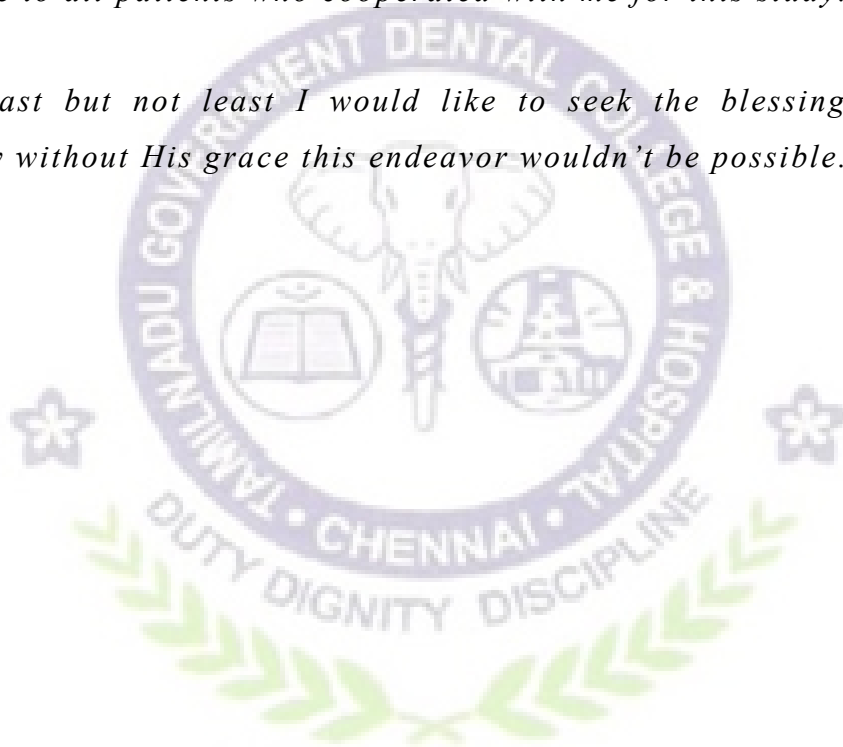 e to all patients who cooperated with me for this study.
ast but not least I would like to seek the blessing
without His grace this endeavor wouldn’t be possible.
TAMILNADU GOVERNMENT DENTAL COLLEGE & HOSPITAL
• CHENNAI •
DUTY DIGNITY DISCIPLINE